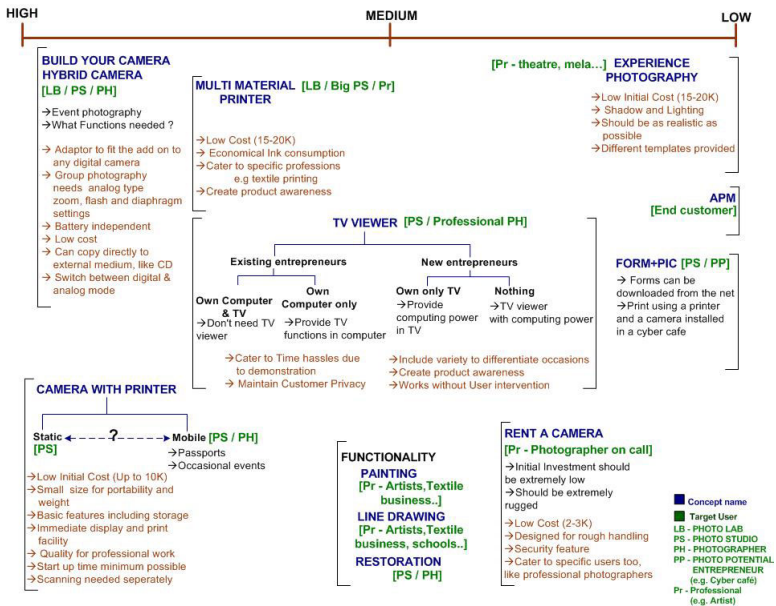 HIGH
MEDIUM
LOW
BUILD YOUR CAMERA
HYBRID CAMERA
[LB / PS / PH]
→Event photography
→What Functions needed ?
→ Adaptor to fit the add on to
any digital camera
→ Group photography
needs analog type
zoom, flash and diaphragm
settings
→ Battery independent
→ Low cost
→ Can copy directly to
external medium, like CD
→ Switch between digital &
analog mode
MULTI MATERIAL [LB / Big PS / Pr]
PRINTER
→Low Cost (15-20K)
→ Economical Ink consumption
→ Cater to specific professions
e.g textile printing
→Create product awareness
[Pr - theatre, mela...] EXPERIENCE
PHOTOGRAPHY
→Low Initial Cost (15-20K)
→ Shadow and Lighting
→Should be as realistic as
possible
→Different templates provided
APM
[End customer]
TV VIEWER [PS / Professional PH]
Existing entrepreneurs
New entrepreneurs
Own Computer
& TV
→Don't need TV
viewer
Own
Computer only
→Provide TV
functions in computer
Own only TV
→ Provide
computing power
in TV
Nothing
→TV viewer
with computing power
→Cater to Time hassles due
to demonstration
→ Maintain Customer Privacy
→Include variety to differentiate occasions
→Create product awareness
→Works without User intervention
FORM+PIC [PS / PP]
→ Forms can be
downloaded from the net
→Print using a printer
and a camera installed
in a cyber cafe
CAMERA WITH PRINTER
Static
[PS]
?
Mobile [PS / PH]
→Passports
→Occasional events
→Low Initial Cost (Up to 10K)
→Small size for portability and
weight
→Basic features including storage
→Immediate display and print
facility
→ Quality for professional work
→Start up time minimum possible
→Scanning needed seperately
FUNCTIONALITY
PAINTING
[Pr - Artists,Textile
business..]
LINE DRAWING
[Pr - Artists,Textile
business, schools..]
RESTORATION
[PS / PH]
RENT A CAMERA
[Pr - Photographer on call]
→Initial Investment should
be extremely low
→ Should be extremely
rugged
→Low Cost (2-3K)
→Designed for rough handling
→Security feature
→Cater to specific users too,
like professional photographers
Concept name
Target User
LB - PHOTO LAB
PS - PHOTO STUDIO
PH - PHOTOGRAPHER
PP - PHOTO POTENTIAL
ENTREPRENEUR
(e.g. Cyber café)
Pr - Professional
(e.g. Artist)